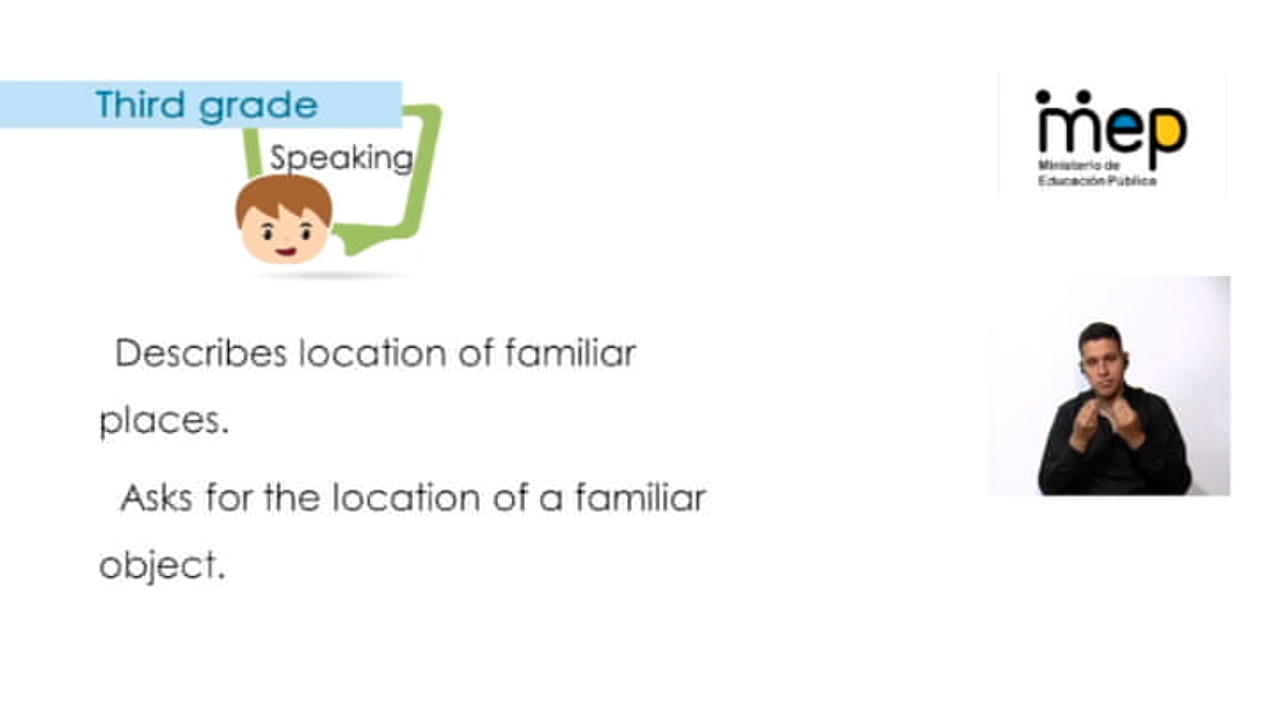 Third grade
Speaking
mep
Ministerio de
Educación Pública
Describes location of familiar
places.
Asks for the location of a familiar
object.